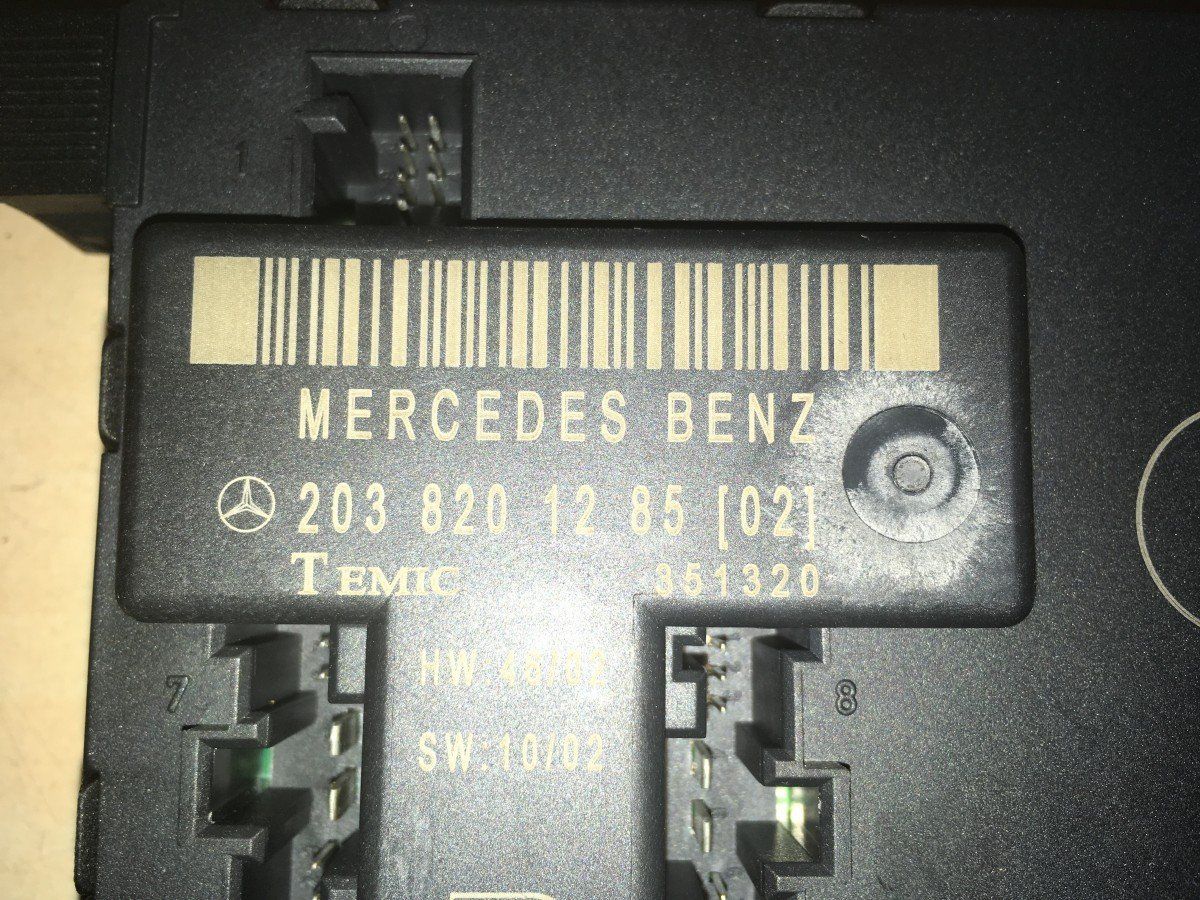 1
MERCEDES BENZ
203 820 12 85 [02]
TEMIC 351320
HW:46/02
7 8
SW:10/02